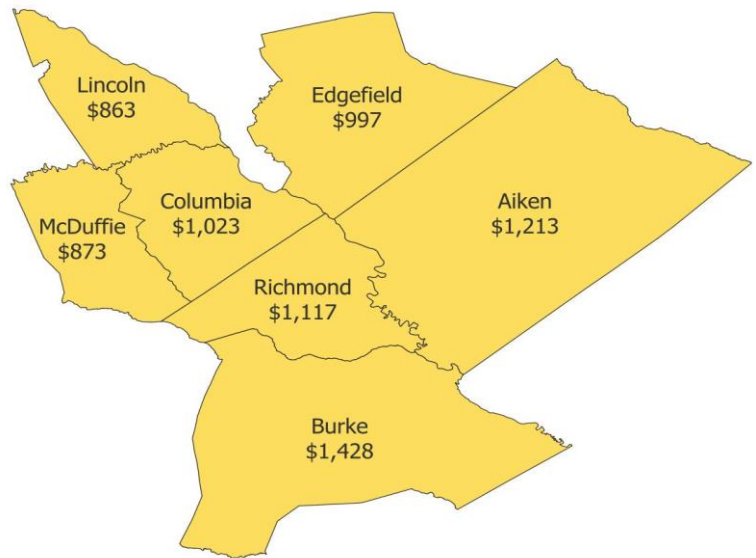 Lincoln
$863
Edgefield
$997
McDuffie
$873
Columbia
$1,023
Aiken
$1,213
Richmond
$1,117
Burke
$1,428